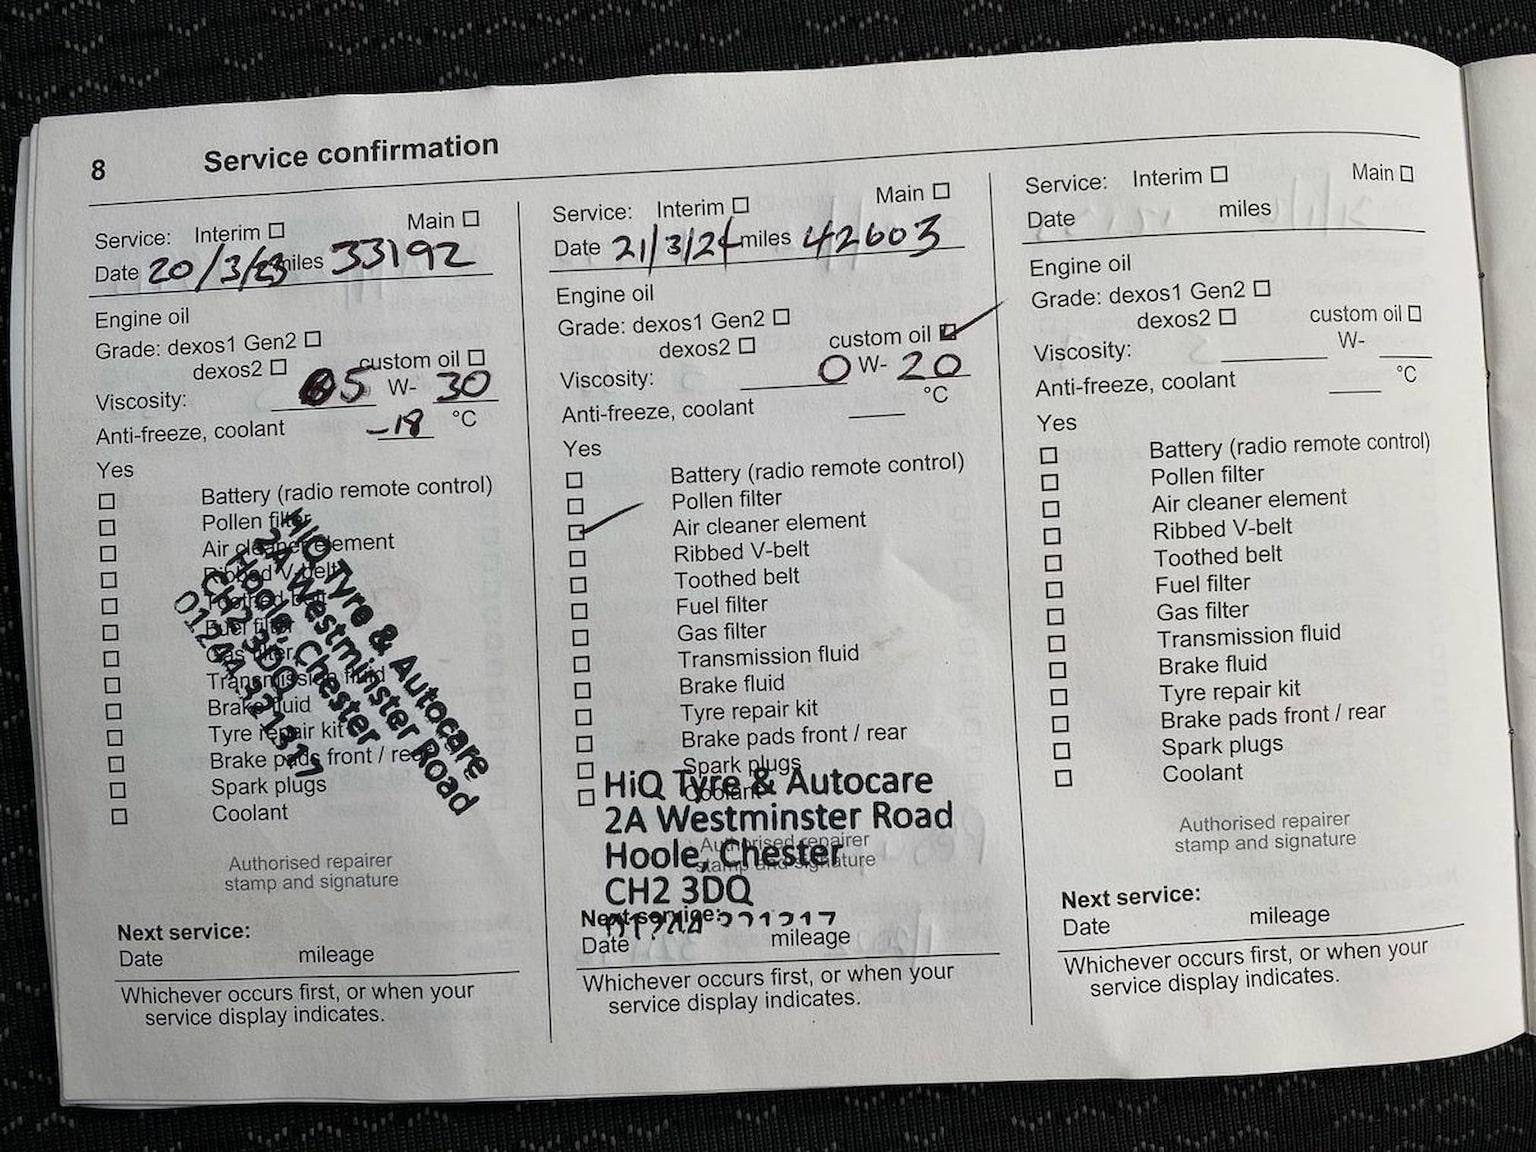 8 Service confirmation
Service: Interim Main
Date 20/3/23 miles 33192
Engine oil
Grade: dexos1 Gen2
dexos2 custom oil
Viscosity: 5 W- 30
Anti-freeze, coolant -18 °C
Yes
Battery (radio remote control)
Pollen filter
Air cleaner element
Ribbed V-belt
Toothed belt
Fuel filter
Gas filter
Transmission fluid
Brake fluid
Tyre repair kit
Brake pads front / rear
Spark plugs
Coolant
HiQ Tyre & Autocare
2A Westminster Road
Hoole, Chester
CH2 3DQ
01244 321317
Authorised repairer
stamp and signature
Next service:
Date mileage
Whichever occurs first, or when your
service display indicates.
Service: Interim Main
Date 21/3/24 miles 42603
Engine oil
Grade: dexos1 Gen2
dexos2 custom oil
Viscosity: 0 W- 20
Anti-freeze, coolant °C
Yes
Battery (radio remote control)
Pollen filter
Air cleaner element
Ribbed V-belt
Toothed belt
Fuel filter
Gas filter
Transmission fluid
Brake fluid
Tyre repair kit
Brake pads front / rear
Spark plugs
Coolant
HiQ Tyre & Autocare
2A Westminster Road
Hoole, Chester
CH2 3DQ
01244 321317
Authorised repairer
stamp and signature
Next service:
Date mileage
Whichever occurs first, or when your
service display indicates.
Service: Interim Main
Date miles
Engine oil
Grade: dexos1 Gen2
dexos2 custom oil
Viscosity: W-
Anti-freeze, coolant °C
Yes
Battery (radio remote control)
Pollen filter
Air cleaner element
Ribbed V-belt
Toothed belt
Fuel filter
Gas filter
Transmission fluid
Brake fluid
Tyre repair kit
Brake pads front / rear
Spark plugs
Coolant
Authorised repairer
stamp and signature
Next service:
Date mileage
Whichever occurs first, or when your
service display indicates.